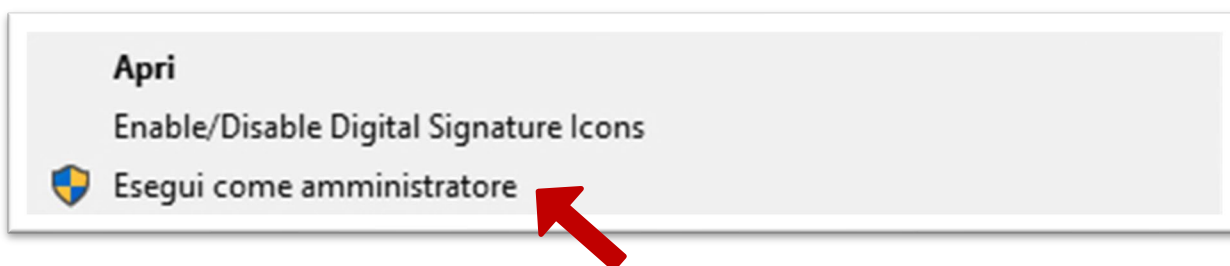 Apri
Enable/Disable Digital Signature Icons
Esegui come amministratore